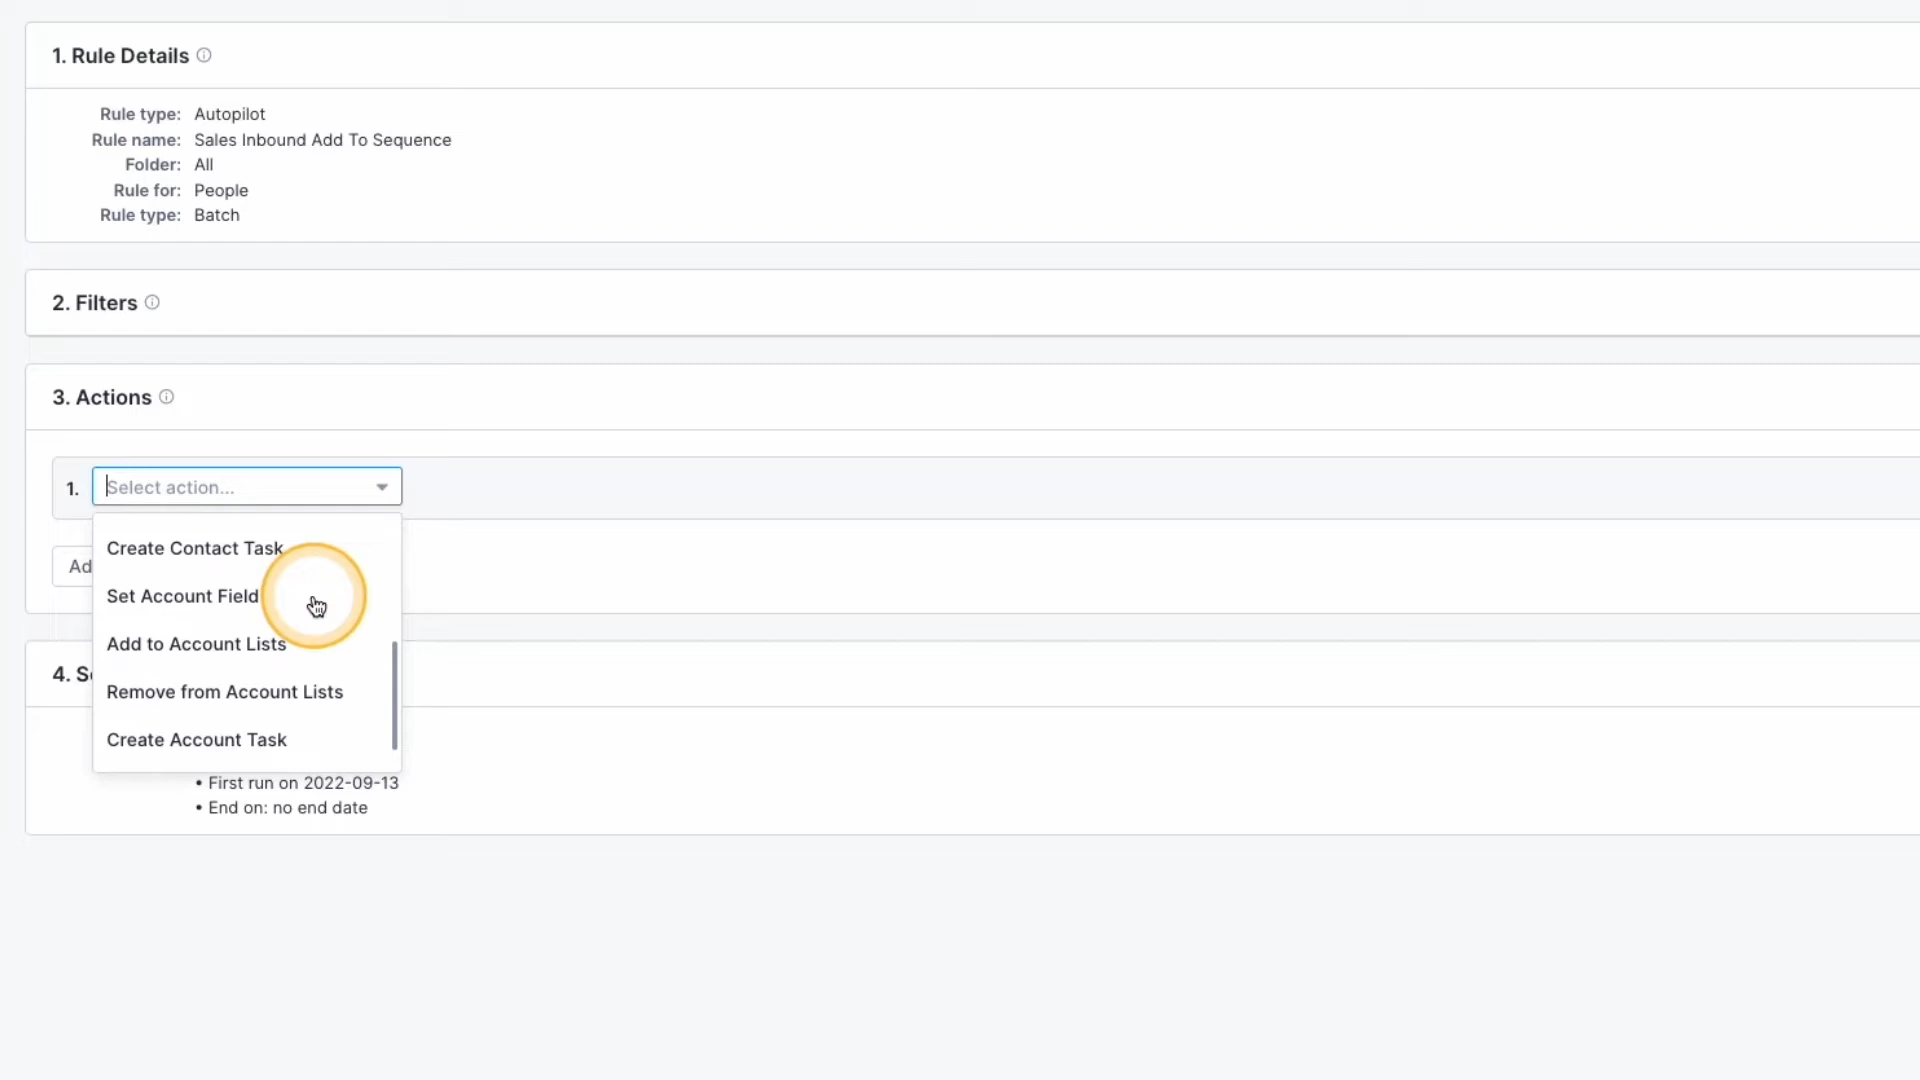 1. Rule Details
Rule type: Autopilot
Rule name: Sales Inbound Add To Sequence
Folder: All
Rule for: People
Rule type: Batch
2. Filters
3. Actions
1. Select action...
Create Contact Task
Ad
Set Account Field
Add to Account Lists
4. S
Remove from Account Lists
Create Account Task
• First run on 2022-09-13
• End on: no end date